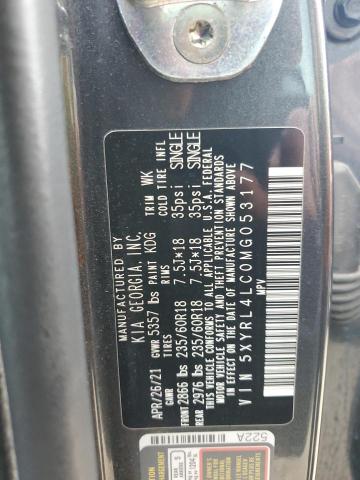 MANUFACTURED BY
KIA GEORGIA, INC.
APR/26/21 GVWR 5357 lbs PAINT KDG TRIM WK
GAWR TIRES RIMS COLD TIRE INFL
FRONT 2866 lbs 235/60R18 7.5J*18 35psi SINGLE
REAR 2976 lbs 235/60R18 7.5J*18 35psi SINGLE
THIS VEHICLE CONFORMS TO ALL APPLICABLE U.S.A. FEDERAL
MOTOR VEHICLE SAFETY AND THEFT PREVENTION STANDARDS
IN EFFECT ON THE DATE OF MANUFACTURE SHOWN ABOVE.
VIN 5XYRL4LC0MG053177
MPV
522A